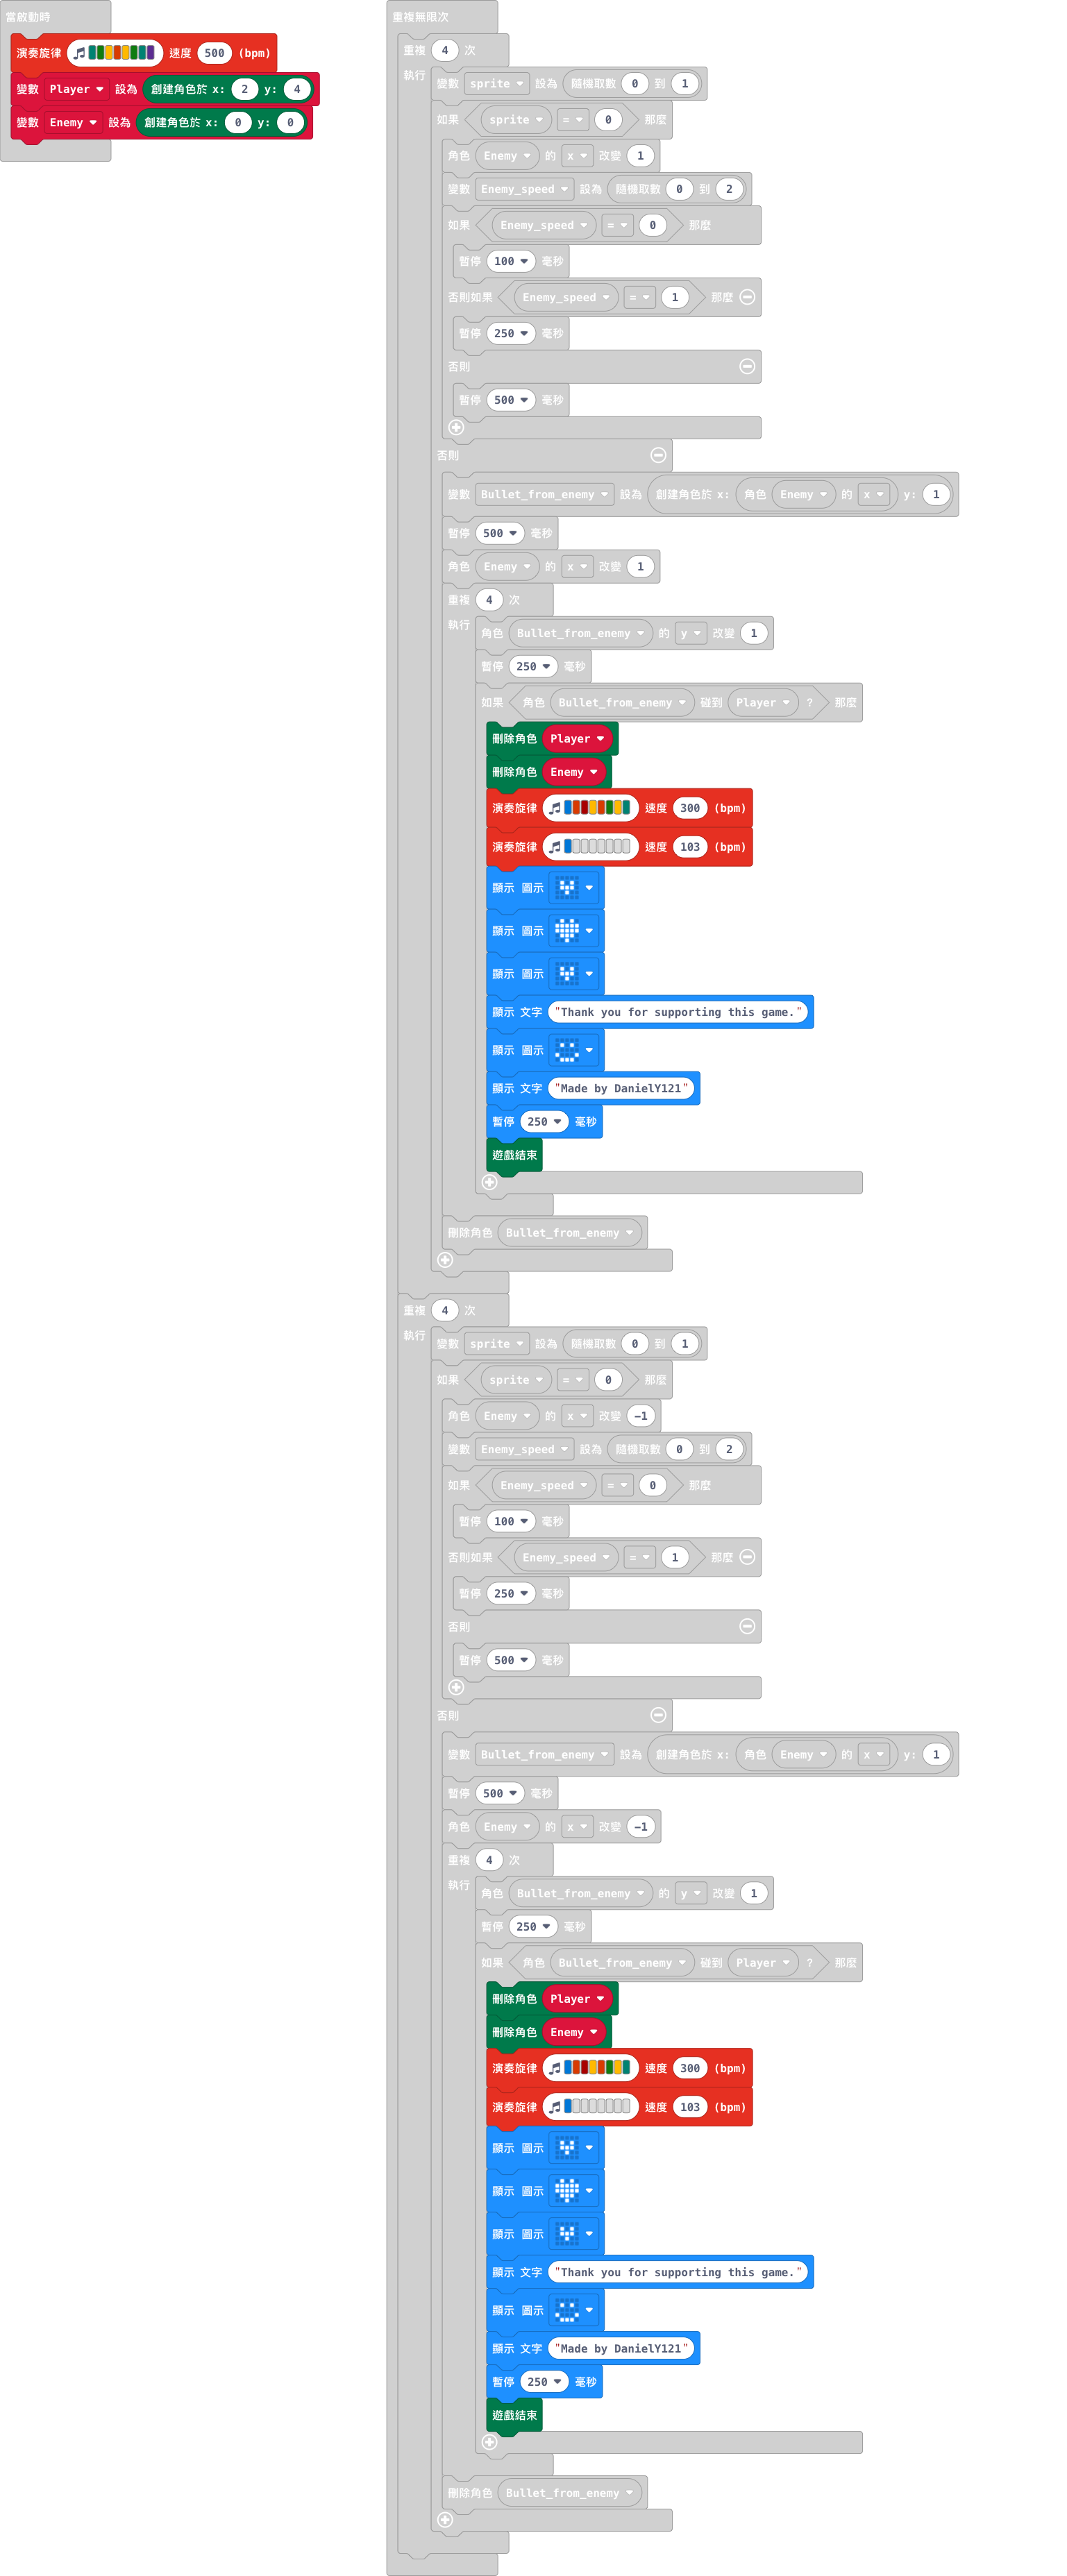 當啟動時
演奏旋律 速度 500 (bpm)
變數 Player 設為 創建角色於 x: 2 y: 4
變數 Enemy 設為 創建角色於 x: 0 y: 0
重複無限次
重複 4 次
執行
變數 sprite 設為 隨機取數 0 到 1
如果 sprite = 0 那麼
角色 Enemy 的 x 改變 1
變數 Enemy_speed 設為 隨機取數 0 到 2
如果 Enemy_speed = 0 那麼
暫停 100 毫秒
否則如果 Enemy_speed = 1 那麼
暫停 250 毫秒
否則
暫停 500 毫秒
否則
變數 Bullet_from_enemy 設為 創建角色於 x: 角色 Enemy 的 x y: 1
暫停 500 毫秒
角色 Enemy 的 x 改變 1
重複 4 次
執行
角色 Bullet_from_enemy 的 y 改變 1
暫停 250 毫秒
如果 角色 Bullet_from_enemy 碰到 Player ? 那麼
刪除角色 Player
刪除角色 Enemy
演奏旋律 速度 300 (bpm)
演奏旋律 速度 103 (bpm)
顯示 圖示
顯示 圖示
顯示 圖示
顯示 文字 "Thank you for supporting this game."
顯示 圖示
顯示 文字 "Made by DanielY121"
暫停 250 毫秒
遊戲結束
刪除角色 Bullet_from_enemy
重複 4 次
執行
變數 sprite 設為 隨機取數 0 到 1
如果 sprite = 0 那麼
角色 Enemy 的 x 改變 -1
變數 Enemy_speed 設為 隨機取數 0 到 2
如果 Enemy_speed = 0 那麼
暫停 100 毫秒
否則如果 Enemy_speed = 1 那麼
暫停 250 毫秒
否則
暫停 500 毫秒
否則
變數 Bullet_from_enemy 設為 創建角色於 x: 角色 Enemy 的 x y: 1
暫停 500 毫秒
角色 Enemy 的 x 改變 -1
重複 4 次
執行
角色 Bullet_from_enemy 的 y 改變 1
暫停 250 毫秒
如果 角色 Bullet_from_enemy 碰到 Player ? 那麼
刪除角色 Player
刪除角色 Enemy
演奏旋律 速度 300 (bpm)
演奏旋律 速度 103 (bpm)
顯示 圖示
顯示 圖示
顯示 圖示
顯示 文字 "Thank you for supporting this game."
顯示 圖示
顯示 文字 "Made by DanielY121"
暫停 250 毫秒
遊戲結束
刪除角色 Bullet_from_enemy